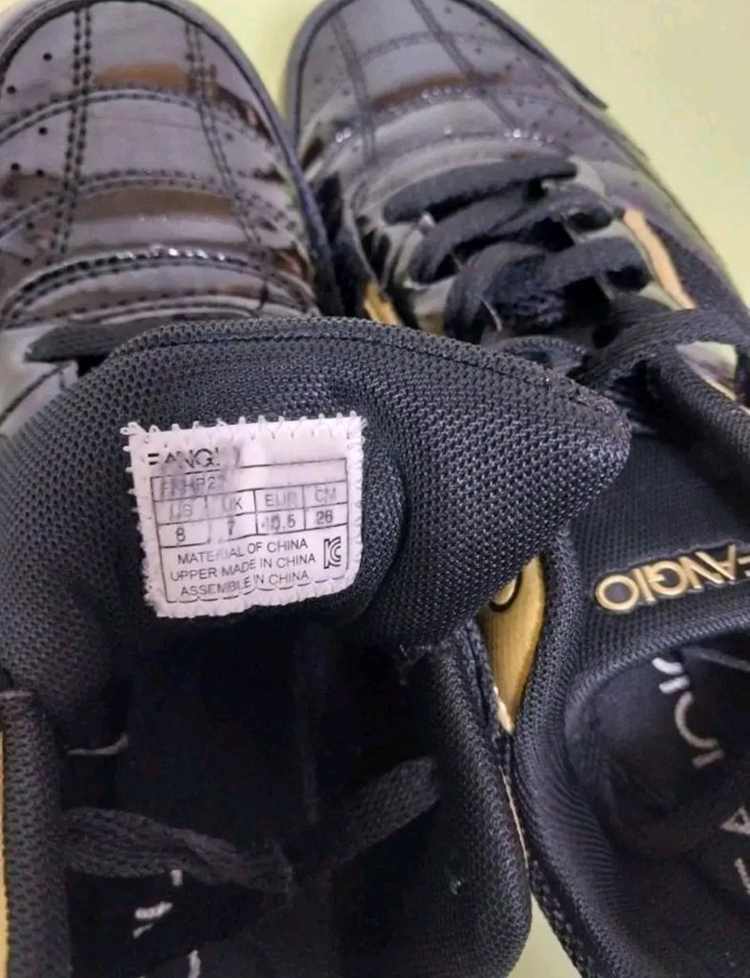 US UK EUR CM
8 7 40.5 26
MATERIAL OF CHINA
UPPER MADE IN CHINA
ASSEMBLE IN CHINA
FANGIO